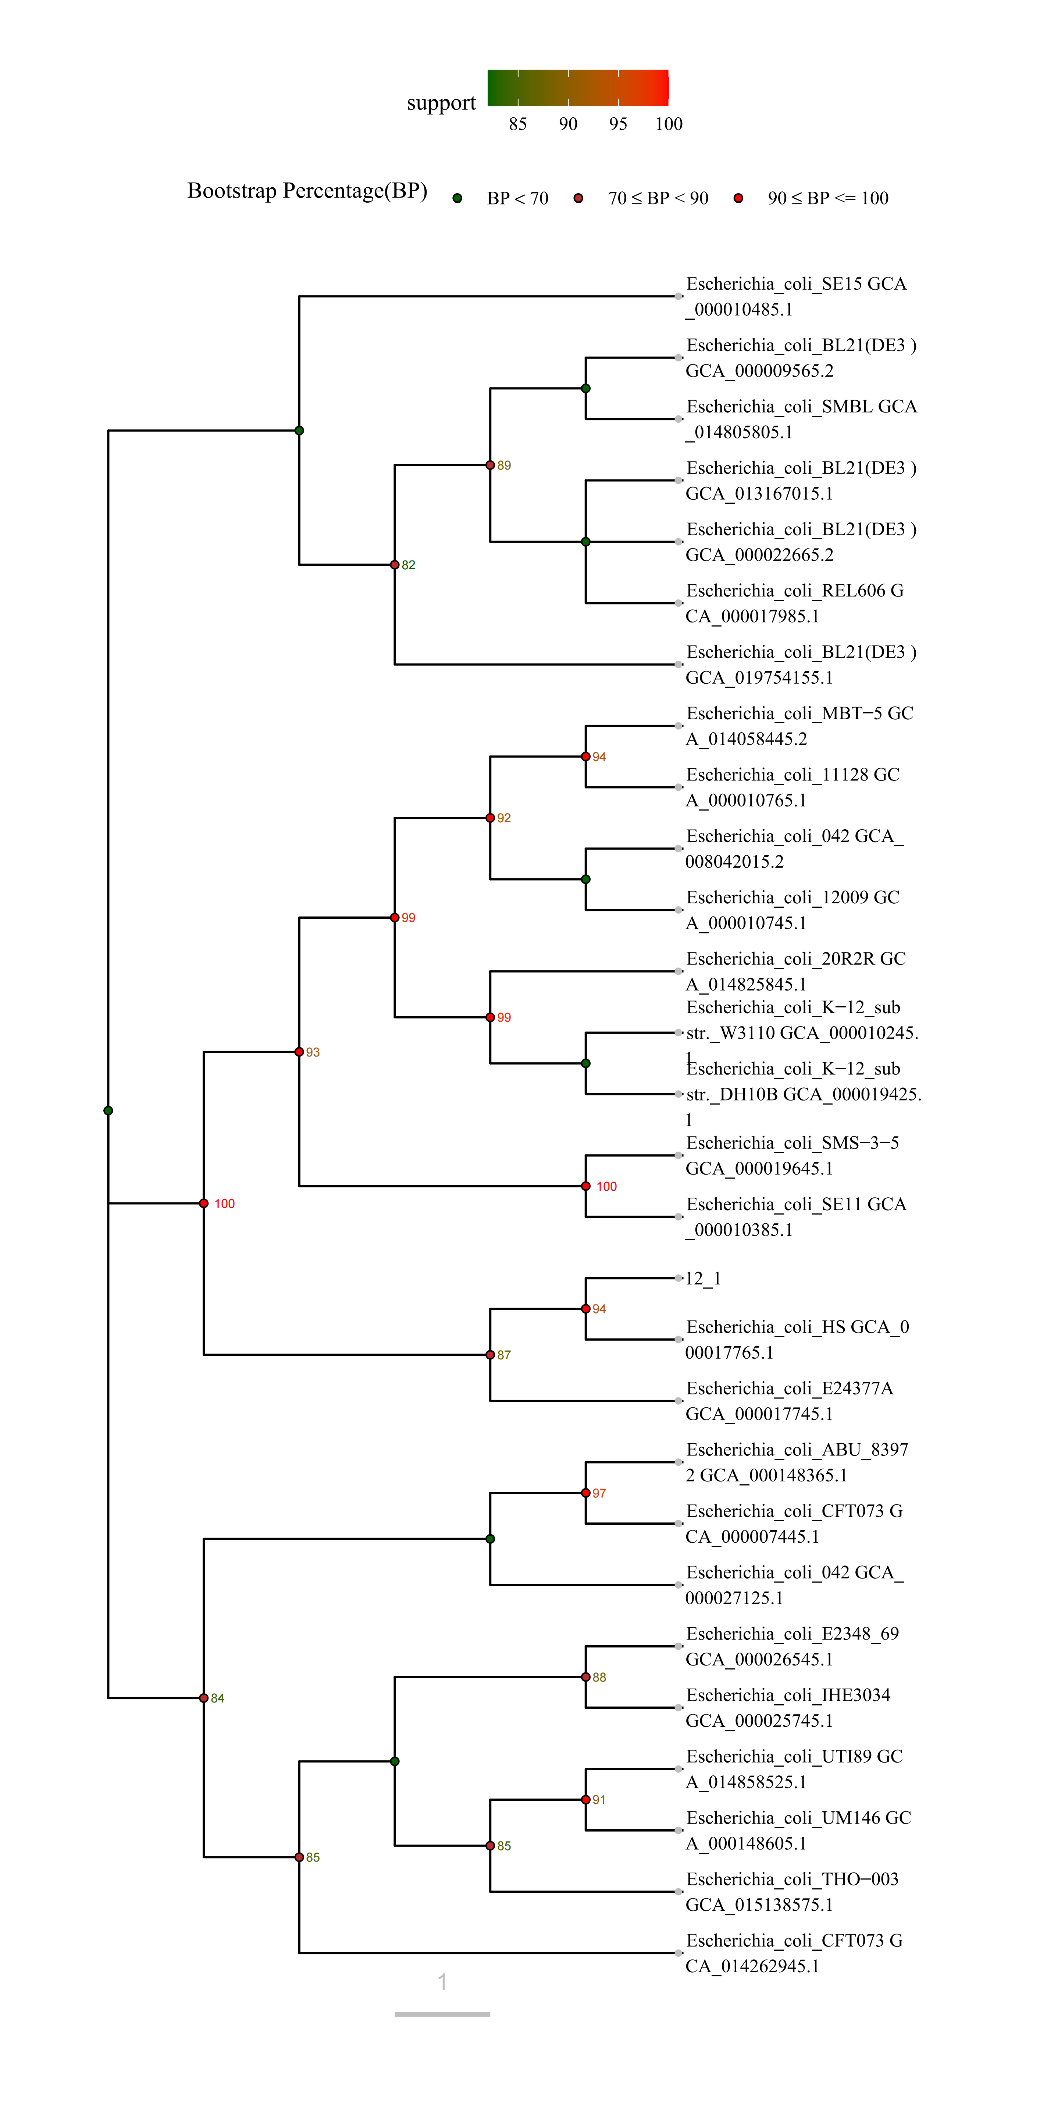 support
85 90 95 100
Bootstrap Percentage(BP) BP < 70 70 ≤ BP < 90 90 ≤ BP <= 100
Escherichia_coli_SE15 GCA
_000010485.1
Escherichia_coli_BL21(DE3 )
GCA_000009565.2
Escherichia_coli_SMBL GCA
_014805805.1
89
Escherichia_coli_BL21(DE3 )
GCA_013167015.1
Escherichia_coli_BL21(DE3 )
GCA_000022665.2
82
Escherichia_coli_REL606 G
CA_000017985.1
Escherichia_coli_BL21(DE3 )
GCA_019754155.1
Escherichia_coli_MBT−5 GC
A_014058445.2
94
Escherichia_coli_11128 GC
A_000010765.1
92
Escherichia_coli_042 GCA_
008042015.2
Escherichia_coli_12009 GC
A_000010745.1
99
Escherichia_coli_20R2R GC
A_014825845.1
99
Escherichia_coli_K−12_sub
str._W3110 GCA_000010245.
1
93
Escherichia_coli_K−12_sub
str._DH10B GCA_000019425.
1
Escherichia_coli_SMS−3−5
GCA_000019645.1
100
100
Escherichia_coli_SE11 GCA
_000010385.1
12_1
94
Escherichia_coli_HS GCA_0
00017765.1
87
Escherichia_coli_E24377A
GCA_000017745.1
Escherichia_coli_ABU_8397
2 GCA_000148365.1
97
Escherichia_coli_CFT073 G
CA_000007445.1
Escherichia_coli_042 GCA_
000027125.1
Escherichia_coli_E2348_69
GCA_000026545.1
88
84
Escherichia_coli_IHE3034
GCA_000025745.1
Escherichia_coli_UTI89 GC
A_014858525.1
91
Escherichia_coli_UM146 GC
A_000148605.1
85
85
Escherichia_coli_THO−003
GCA_015138575.1
Escherichia_coli_CFT073 G
CA_014262945.1
1